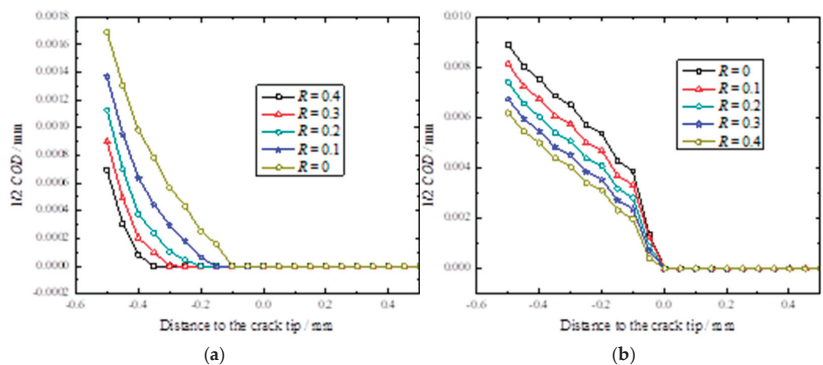 0.0018
0.0016
0.0014
0.0012
0.0010
0.0008
0.0006
0.0004
0.0002
0.0000
-0.0002
1/2 COD / mm
-0.6
-0.4
-0.2
0.0
0.2
0.4
Distance to the crack tip / mm
R = 0.4
R = 0.3
R = 0.2
R = 0.1
R = 0
(a)
0.010
0.008
0.006
0.004
0.002
0.000
1/2 COD / mm
-0.6
-0.4
-0.2
0.0
0.2
0.4
Distance to the crack tip / mm
R = 0
R = 0.1
R = 0.2
R = 0.3
R = 0.4
(b)